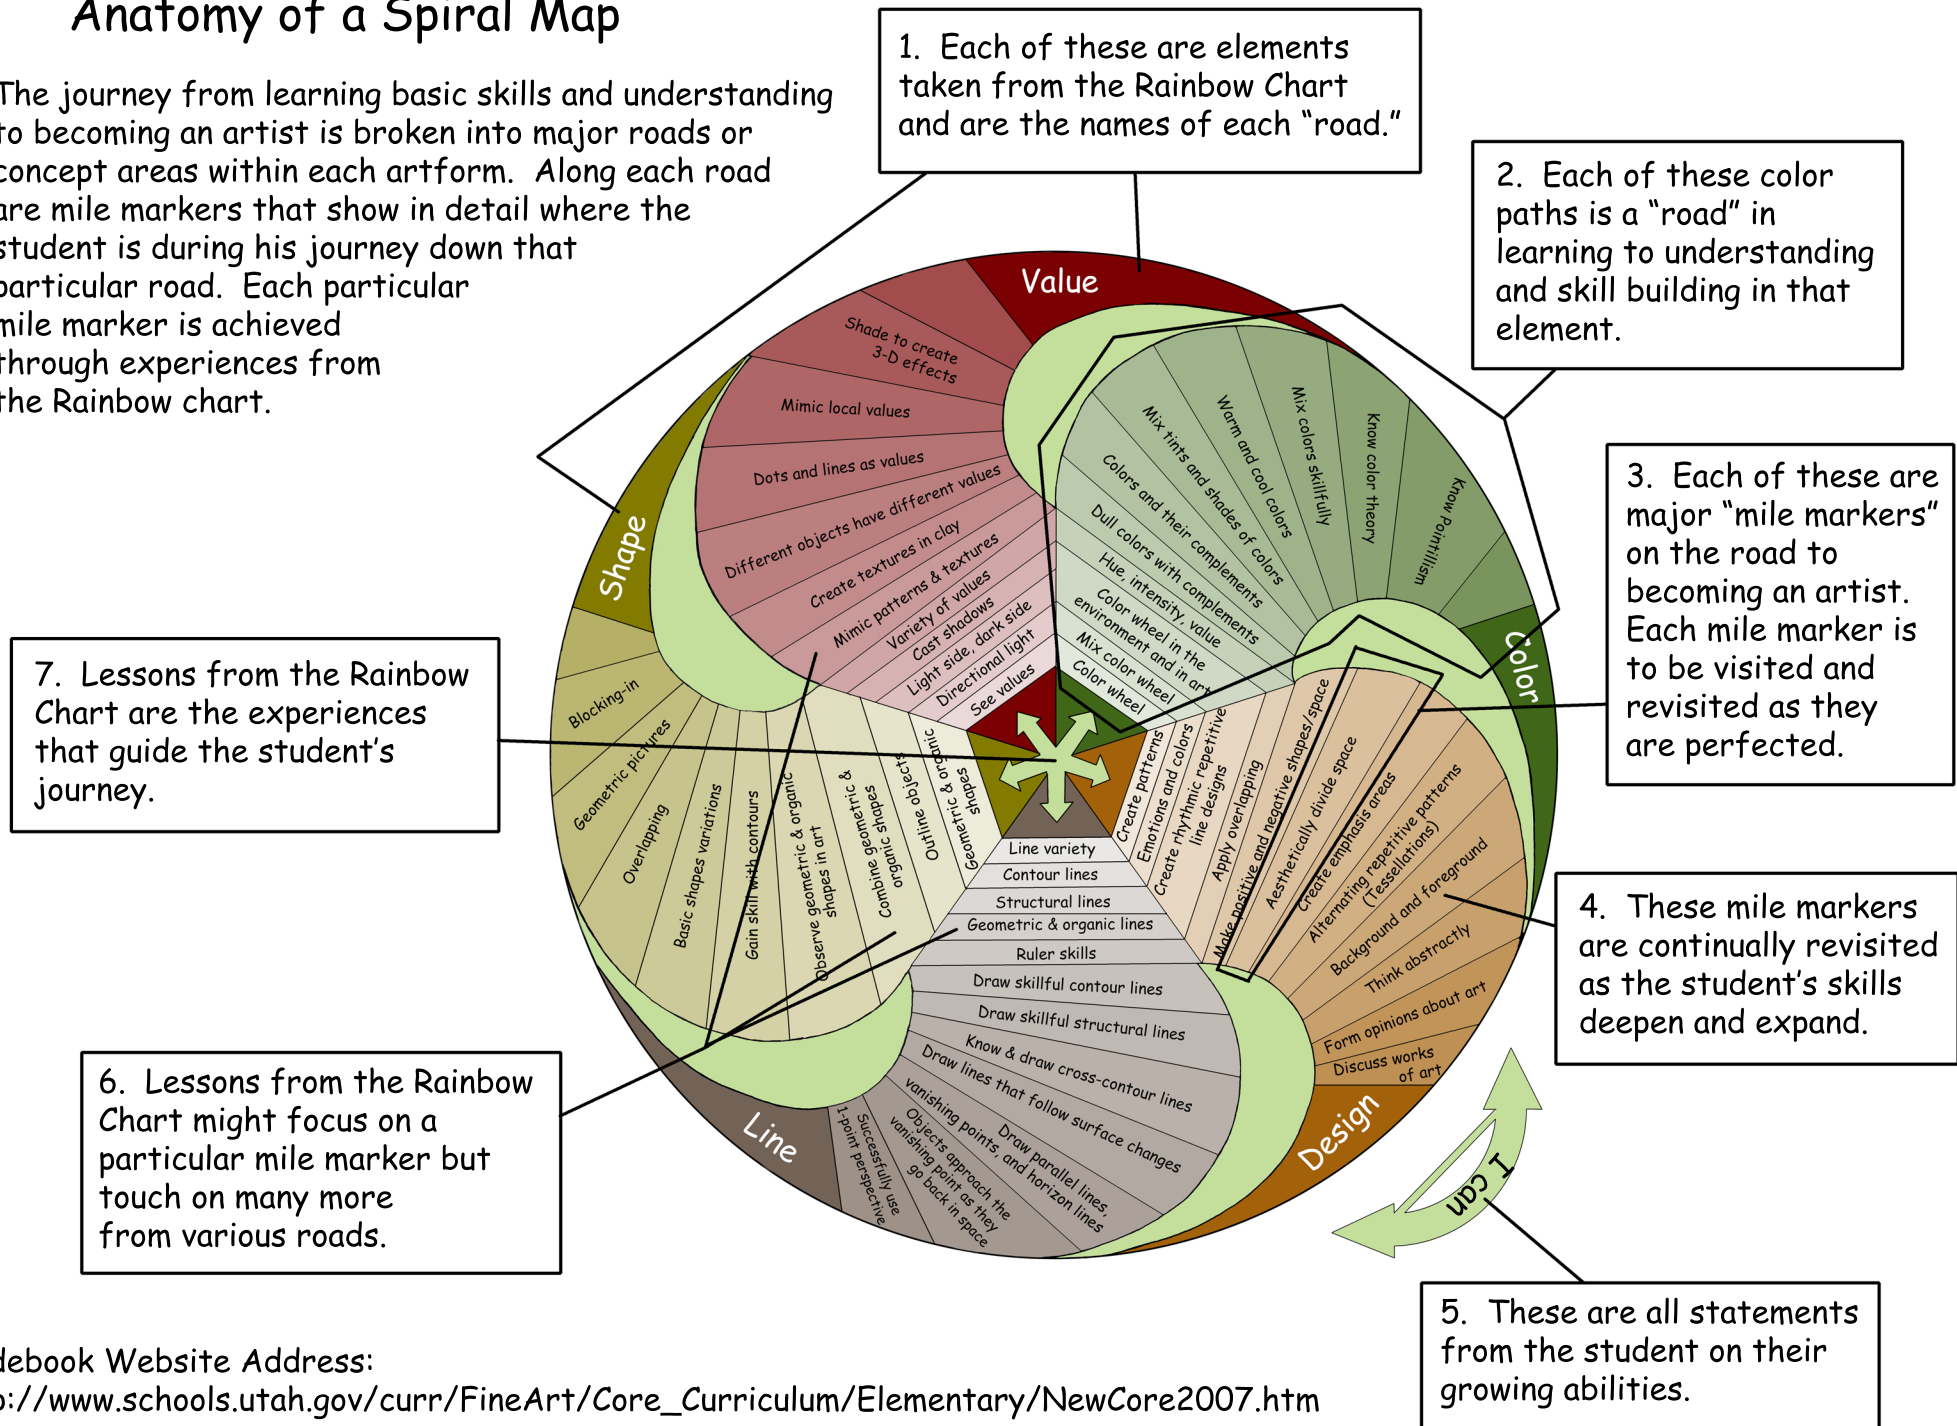 Anatomy of a Spiral Map
The journey from learning basic skills and understanding
to becoming an artist is broken into major roads or
concept areas within each artform. Along each road
are mile markers that show in detail where the
student is during his journey down that
particular road. Each particular
mile marker is achieved
through experiences from
the Rainbow chart.
1. Each of these are elements
taken from the Rainbow Chart
and are the names of each “road.”
2. Each of these color
paths is a “road” in
learning to understanding
and skill building in that
element.
3. Each of these are
major “mile markers”
on the road to
becoming an artist.
Each mile marker is
to be visited and
revisited as they
are perfected.
4. These mile markers
are continually revisited
as the student’s skills
deepen and expand.
5. These are all statements
from the student on their
growing abilities.
6. Lessons from the Rainbow
Chart might focus on a
particular mile marker but
touch on many more
from various roads.
7. Lessons from the Rainbow
Chart are the experiences
that guide the student’s
journey.
Value
Shade to create
3-D effects
Mimic local values
Dots and lines as values
Different objects have different values
Create textures in clay
Mimic patterns & textures
Variety of values
Cast shadows
Light side, dark side
Directional light
See values
Color
Know Pointillism
Know color theory
Mix colors skillfully
Warm and cool colors
Mix tints and shades of colors
Colors and their complements
Dull colors with complements
Hue, intensity, value
Color wheel in the
environment and in art
Mix color wheel
Color wheel
Design
Create patterns
Emotions and colors
Create rhythmic repetitive
line designs
Apply overlapping
Make positive and negative shapes/space
Aesthetically divide space
Create emphasis areas
Alternating repetitive patterns
(Tessellations)
Background and foreground
Think abstractly
Form opinions about art
Discuss works
of art
Line
Line variety
Contour lines
Structural lines
Geometric & organic lines
Ruler skills
Draw skillful contour lines
Draw skillful structural lines
Know & draw cross-contour lines
Draw lines that follow surface changes
Draw parallel lines,
vanishing points, and horizon lines
Objects approach the
vanishing point as they
go back in space
Successfully use
1-point perspective
Shape
Blocking-in
Geometric pictures
Overlapping
Basic shapes variations
Gain skill with contours
Observe geometric & organic
shapes in art
Combine geometric &
organic shapes
Outline objects
Geometric & organic
shapes
I can
debook Website Address:
p://www.schools.utah.gov/curr/FineArt/Core_Curriculum/Elementary/NewCore2007.htm